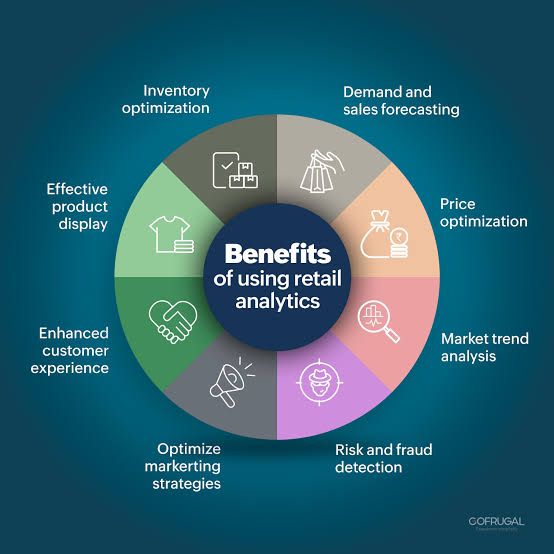 Benefits
of using retail
analytics
Demand and
sales forecasting
Price
optimization
₹
Market trend
analysis
Risk and fraud
detection
Optimize
markerting
strategies
Enhanced
customer
experience
Effective
product
display
Inventory
optimization
GOFRUGAL